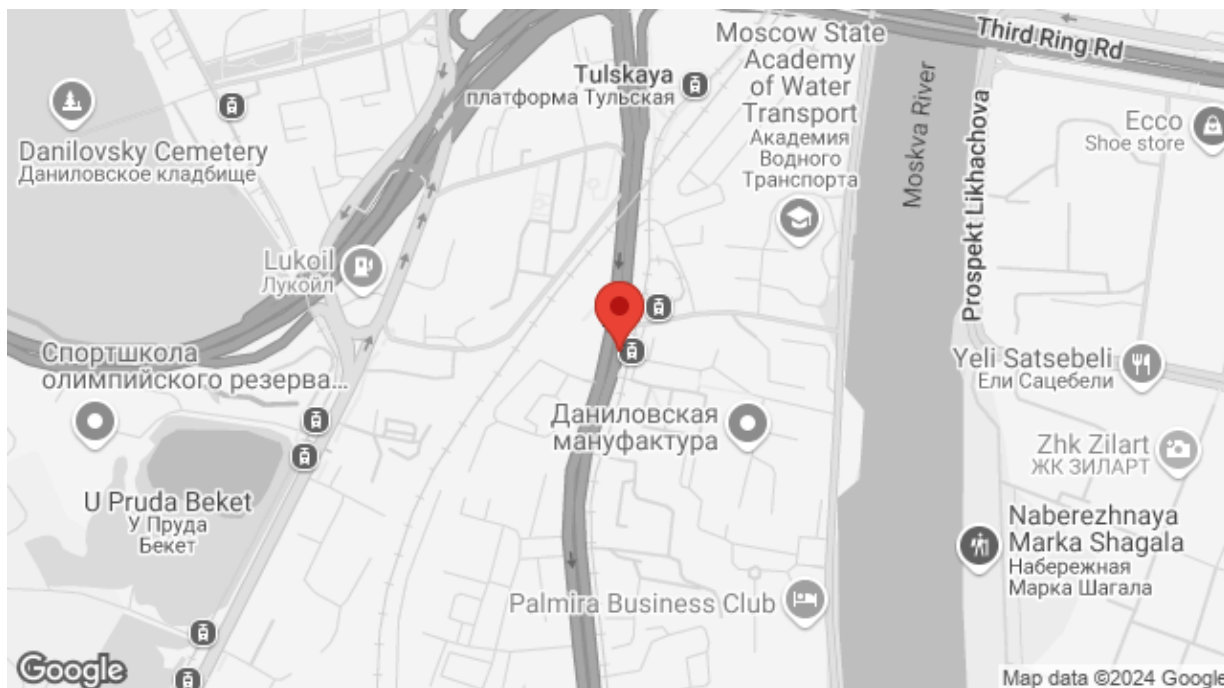 Third Ring Rd
Moscow State
Academy
of Water
Transport
Академия
Водного
Транспорта
Tulskaya
платформа Тульская
Moskva River
Prospekt Likhachova
Ecco
Shoe store
Danilovsky Cemetery
Даниловское кладбище
Lukoil
Лукойл
Спортшкола
олимпийского резерва...
Yeli Satsebeli
Ели Сацебели
Даниловская
мануфактура
Zhk Zilart
ЖК ЗИЛАРТ
U Pruda Beket
У Пруда
Бекет
Naberezhnaya
Marka Shagala
Набережная
Марка Шагала
Palmira Business Club
Google
Map data ©2024 Google